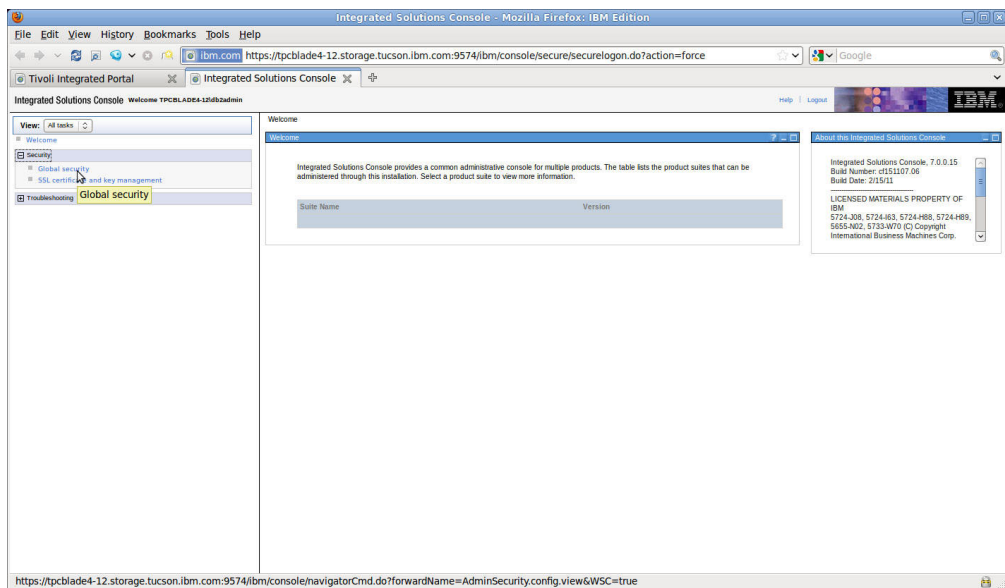 Integrated Solutions Console - Mozilla Firefox: IBM Edition
File Edit View History Bookmarks Tools Help
ibm.com https://tpcblade4-12.storage.tucson.ibm.com:9574/ibm/console/secure/securelogon.do?action=force
Google
Tivoli Integrated Portal
Integrated Solutions Console
Integrated Solutions Console Welcome TPCBLADE4-12\db2admin
Help | Logout
IBM.
View: All tasks
Welcome
Security
Global security
SSL certificate and key management
Global security
Troubleshooting
Welcome
Welcome
Integrated Solutions Console provides a common administrative console for multiple products. The table lists the product suites that can be
administered through this installation. Select a product suite to view more information.
Suite Name Version
About this Integrated Solutions Console
Integrated Solutions Console, 7.0.0.15
Build Number: cf151107.06
Build Date: 2/15/11
LICENSED MATERIALS PROPERTY OF
IBM
5724-J08, 5724-I63, 5724-H88, 5724-H89,
5655-N02, 5733-W70 (C) Copyright
International Business Machines Corp.
https://tpcblade4-12.storage.tucson.ibm.com:9574/ibm/console/navigatorCmd.do?forwardName=AdminSecurity.config.view&WSC=true